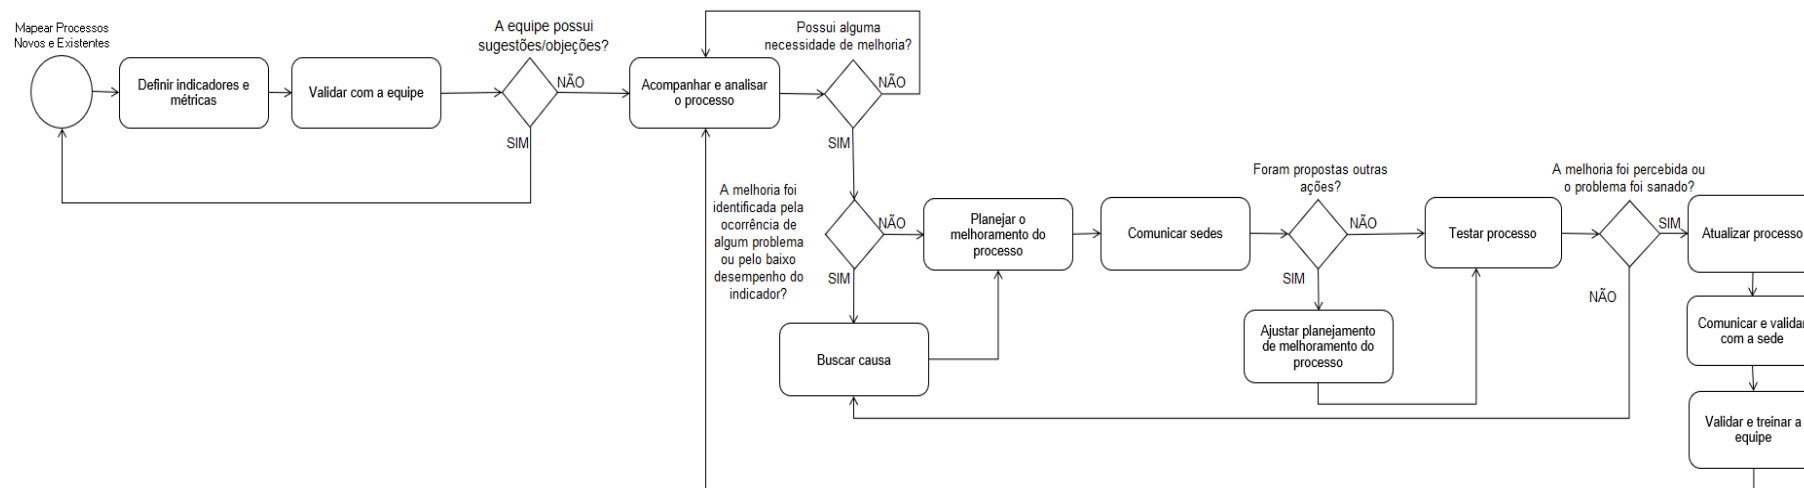 Mapear Processos
Novos e Existentes
Definir indicadores e
métricas
Validar com a equipe
A equipe possui
sugestões/objeções?
NÃO
SIM
Acompanhar e analisar
o processo
Possui alguma
necessidade de melhoria?
NÃO
SIM
A melhoria foi
identificada pela
ocorrência de
algum problema
ou pelo baixo
desempenho do
indicador?
NÃO
SIM
Buscar causa
Planejar o
melhoramento do
processo
Comunicar sedes
Foram propostas outras
ações?
NÃO
SIM
Ajustar planejamento
de melhoramento do
processo
Testar processo
A melhoria foi percebida ou
o problema foi sanado?
SIM
NÃO
Atualizar processo
Comunicar e validar
com a sede
Validar e treinar a
equipe